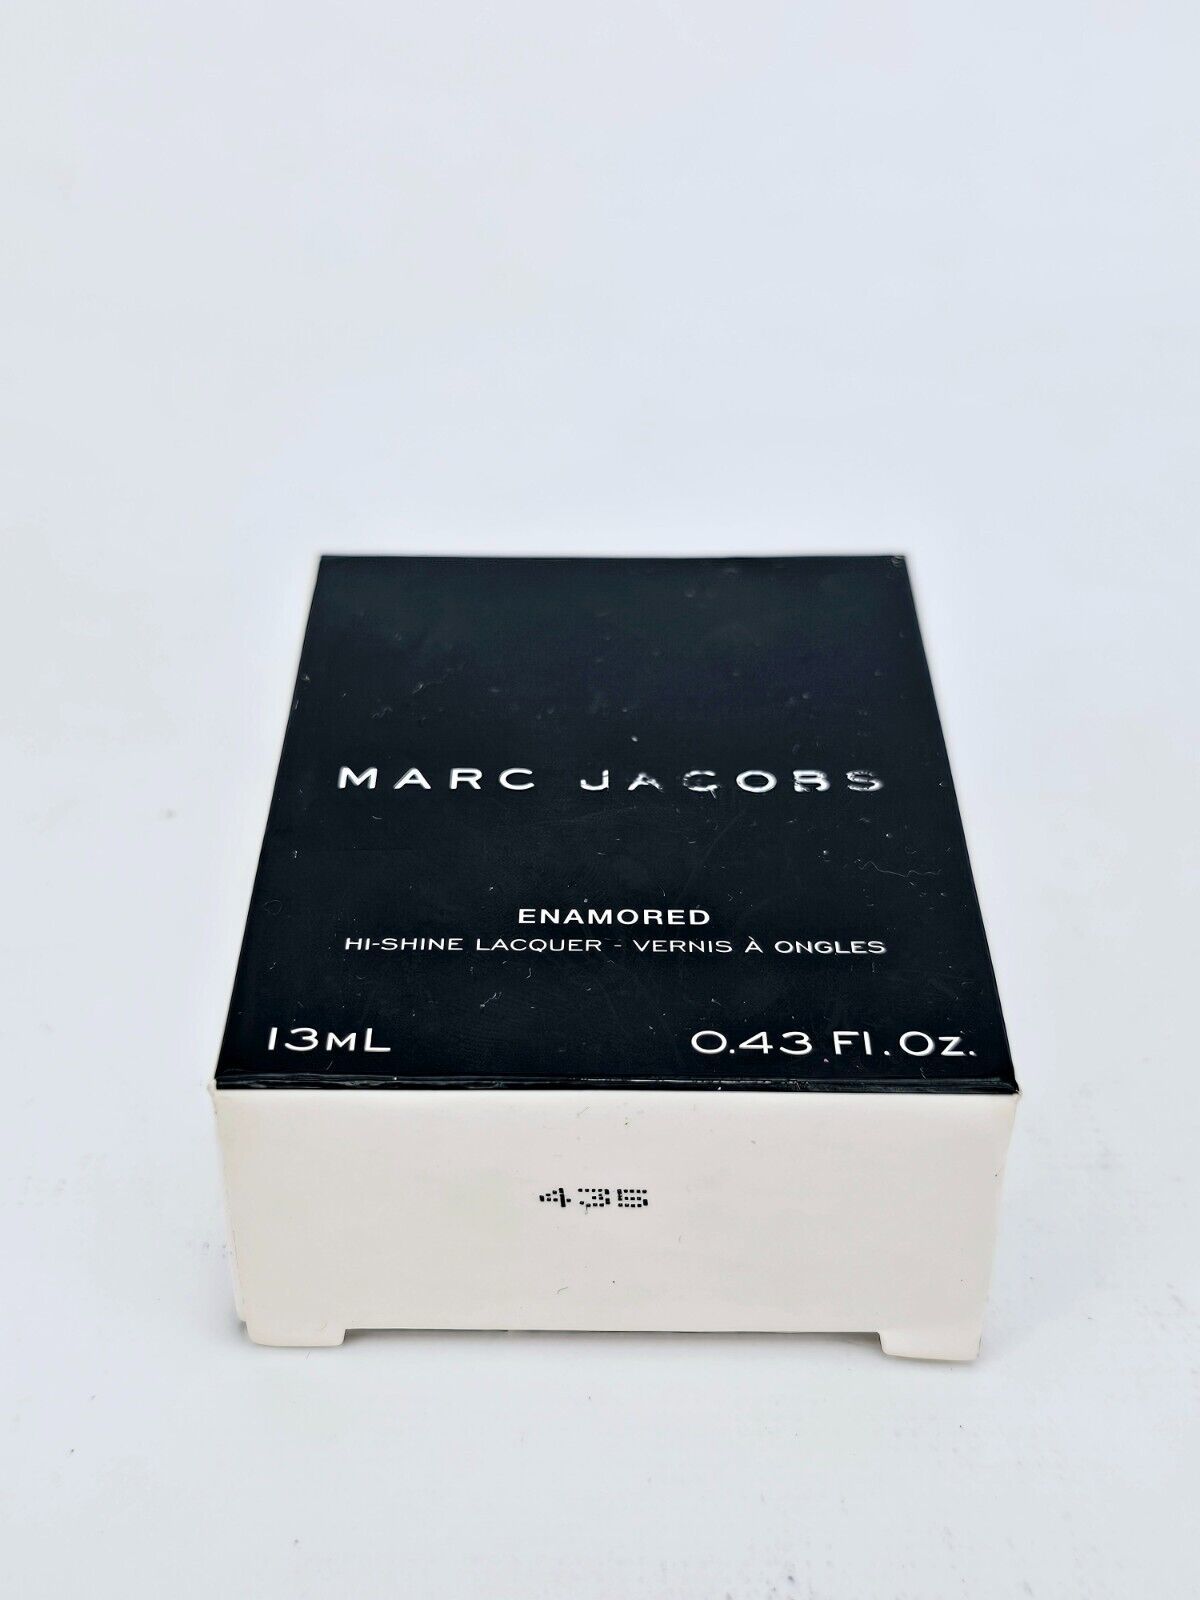 MARC JACOBS
ENAMORED
HI-SHINE LACQUER - VERNIS À ONGLES
13mL 0.43 Fl. Oz.
435